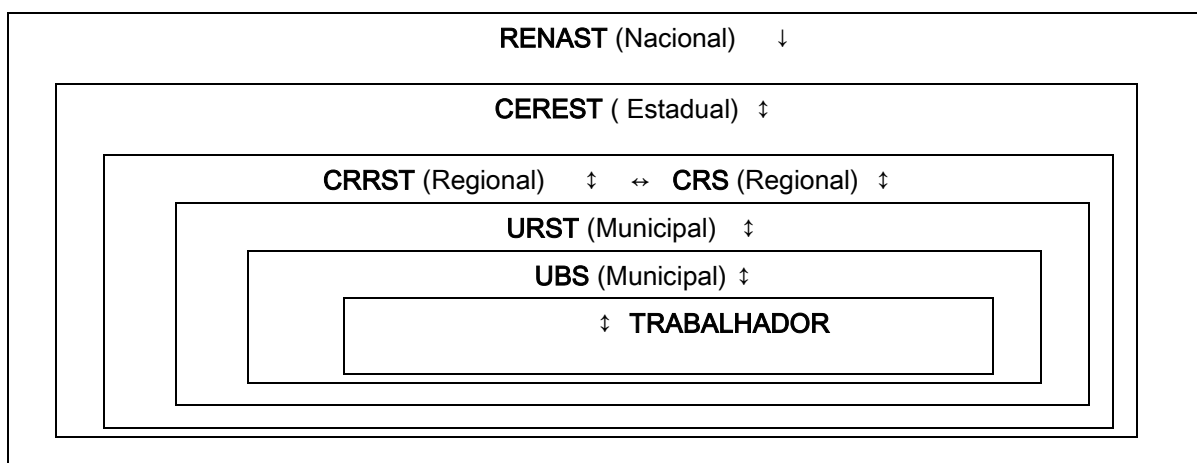 RENAST (Nacional) ↓
CEREST ( Estadual) ↕
CRRST (Regional) ↕ ↔ CRS (Regional) ↕
URST (Municipal) ↕
UBS (Municipal) ↕
↕ TRABALHADOR